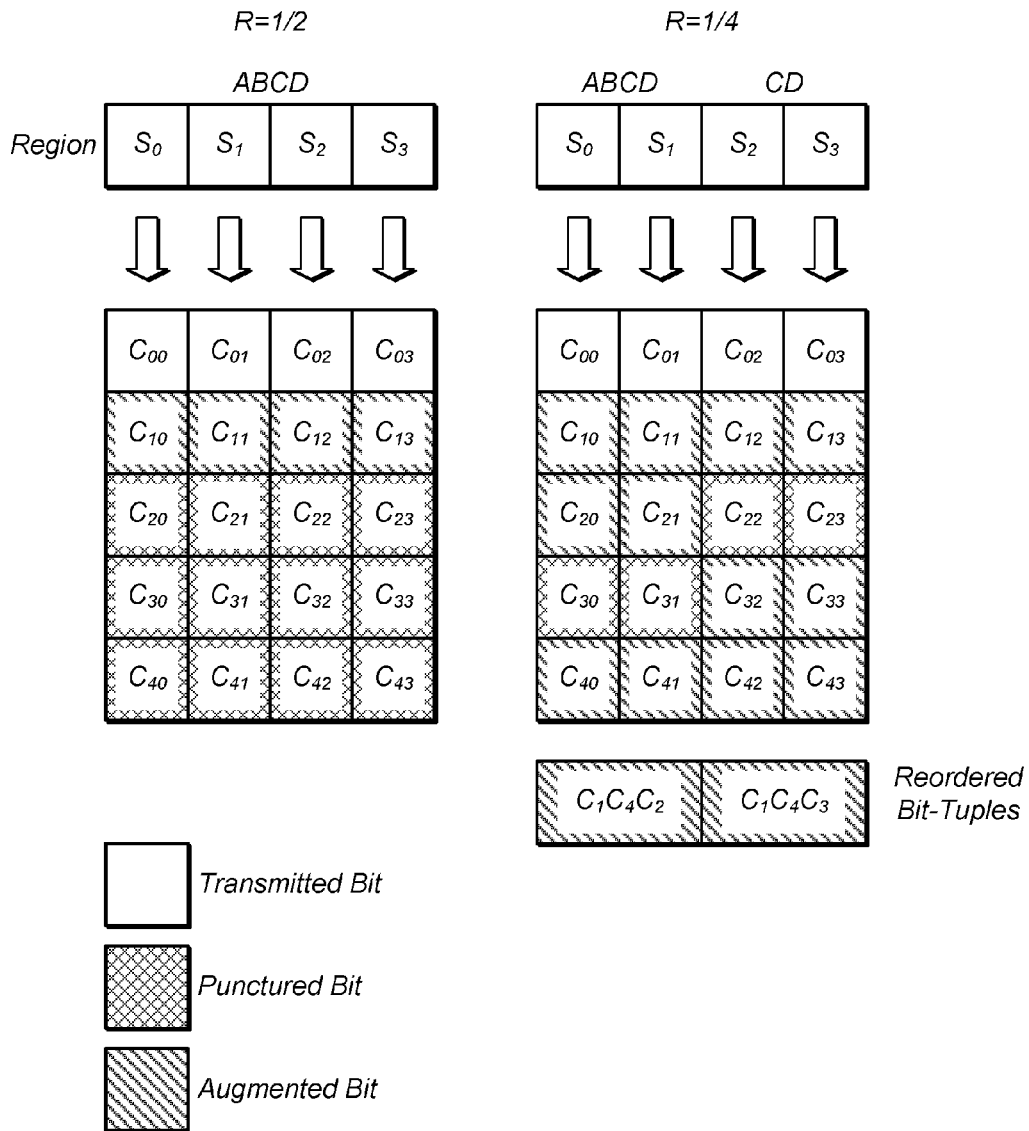 R=1/2 R=1/4
ABCD ABCD CD
Region S0 S1 S2 S3 S0 S1 S2 S3
C00 C01 C02 C03 C00 C01 C02 C03
C10 C11 C12 C13 C10 C11 C12 C13
C20 C21 C22 C23 C20 C21 C22 C23
C30 C31 C32 C33 C30 C31 C32 C33
C40 C41 C42 C43 C40 C41 C42 C43
C1C4C2 C1C4C3 Reordered
Bit-Tuples
Transmitted Bit
Punctured Bit
Augmented Bit